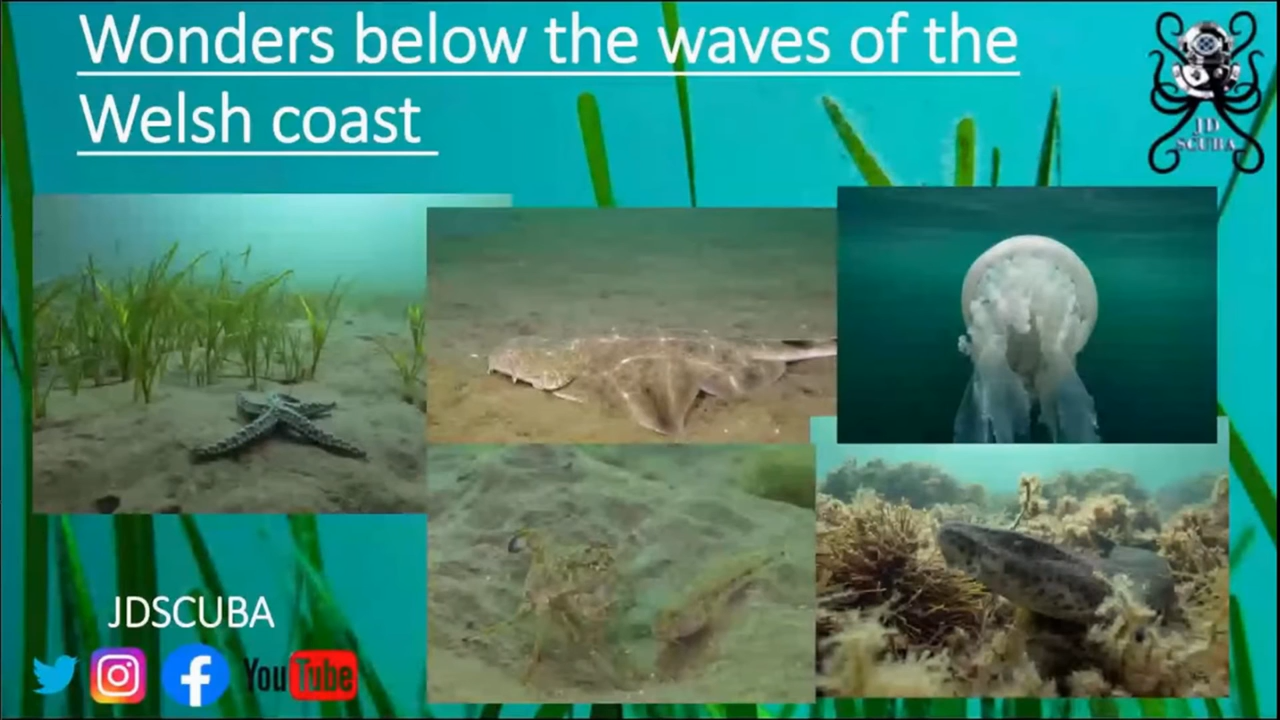 Wonders below the waves of the
Welsh coast
JD
SCUBA
JDSCUBA
YouTube